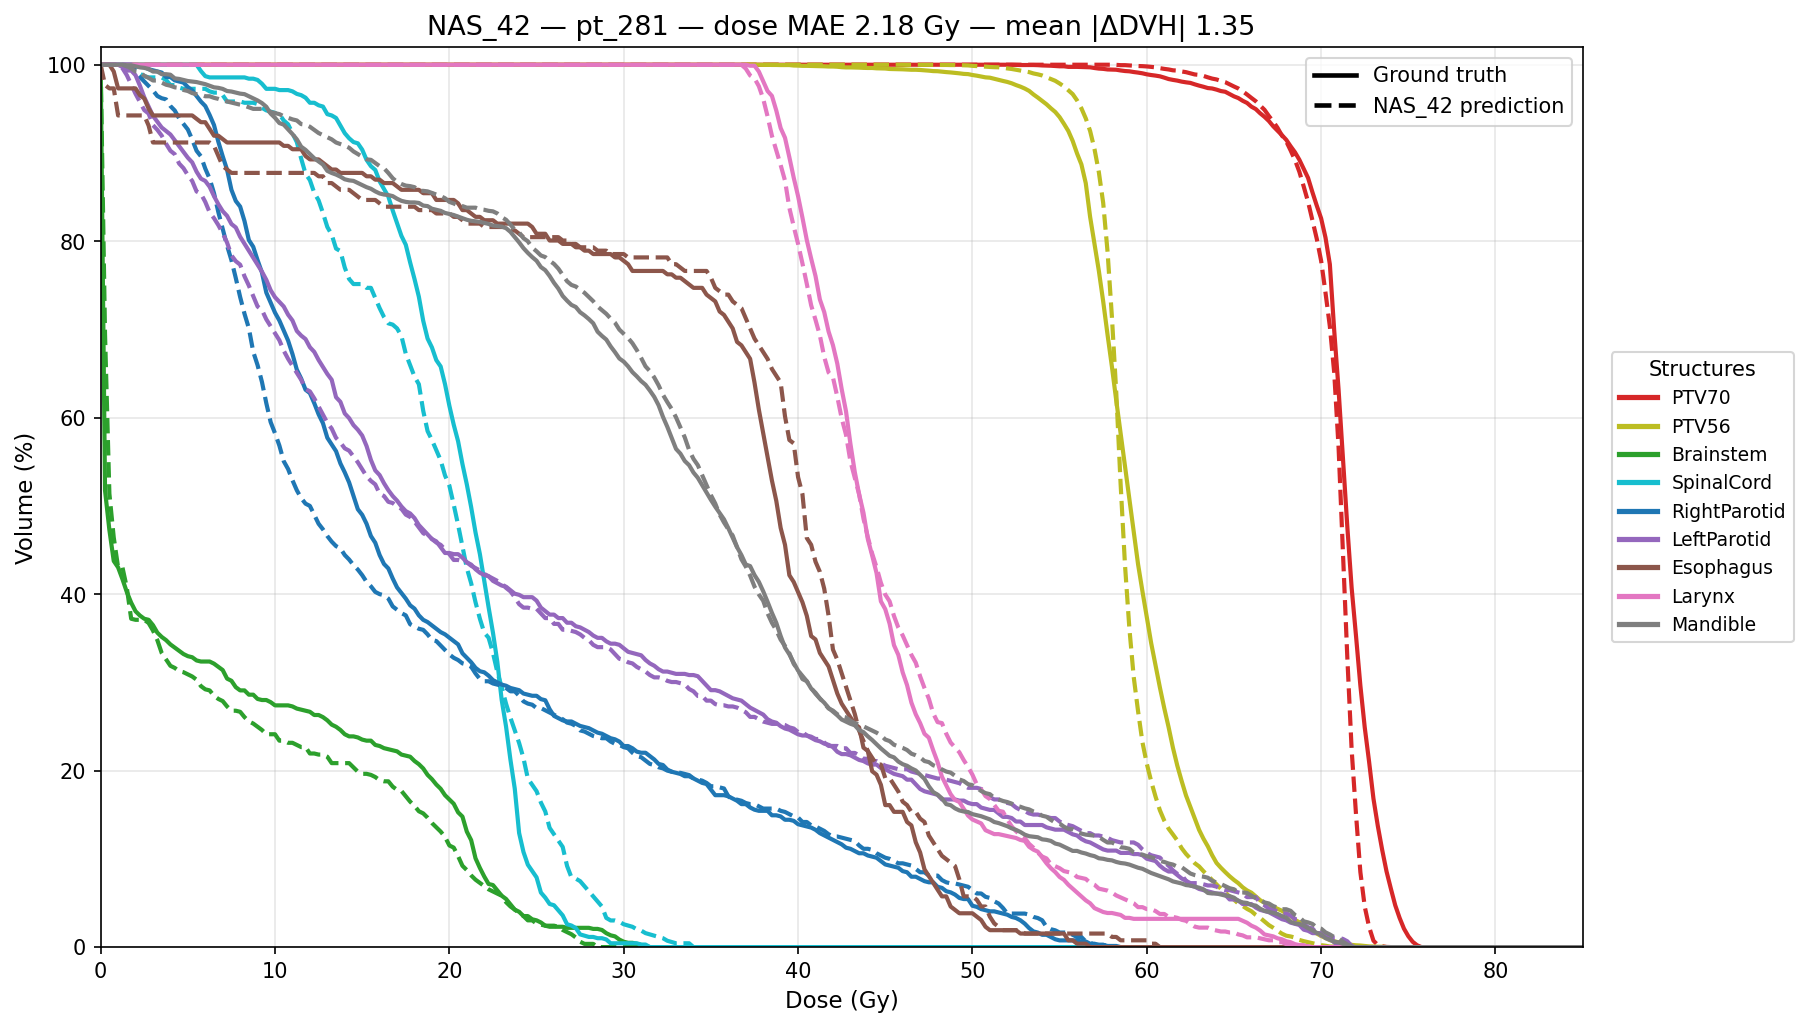 NAS_42 — pt_281 — dose MAE 2.18 Gy — mean |ΔDVH| 1.35
Ground truth
NAS_42 prediction
Volume (%)
100
80
60
40
20
0
0 10 20 30 40 50 60 70 80
Dose (Gy)
Structures
PTV70
PTV56
Brainstem
SpinalCord
RightParotid
LeftParotid
Esophagus
Larynx
Mandible